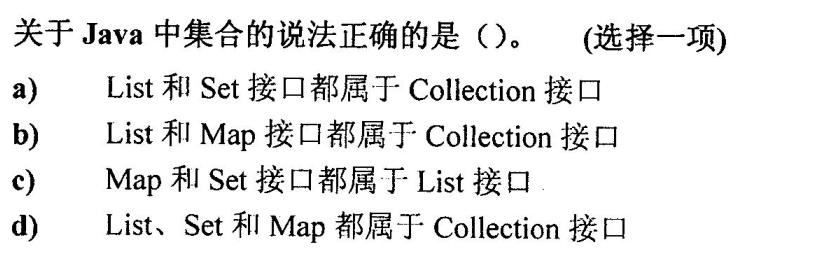 关于 Java 中集合的说法正确的是（）。 (选择一项)
a) List 和 Set 接口都属于 Collection 接口
b) List 和 Map 接口都属于 Collection 接口
c) Map 和 Set 接口都属于 List 接口
d) List、Set 和 Map 都属于 Collection 接口